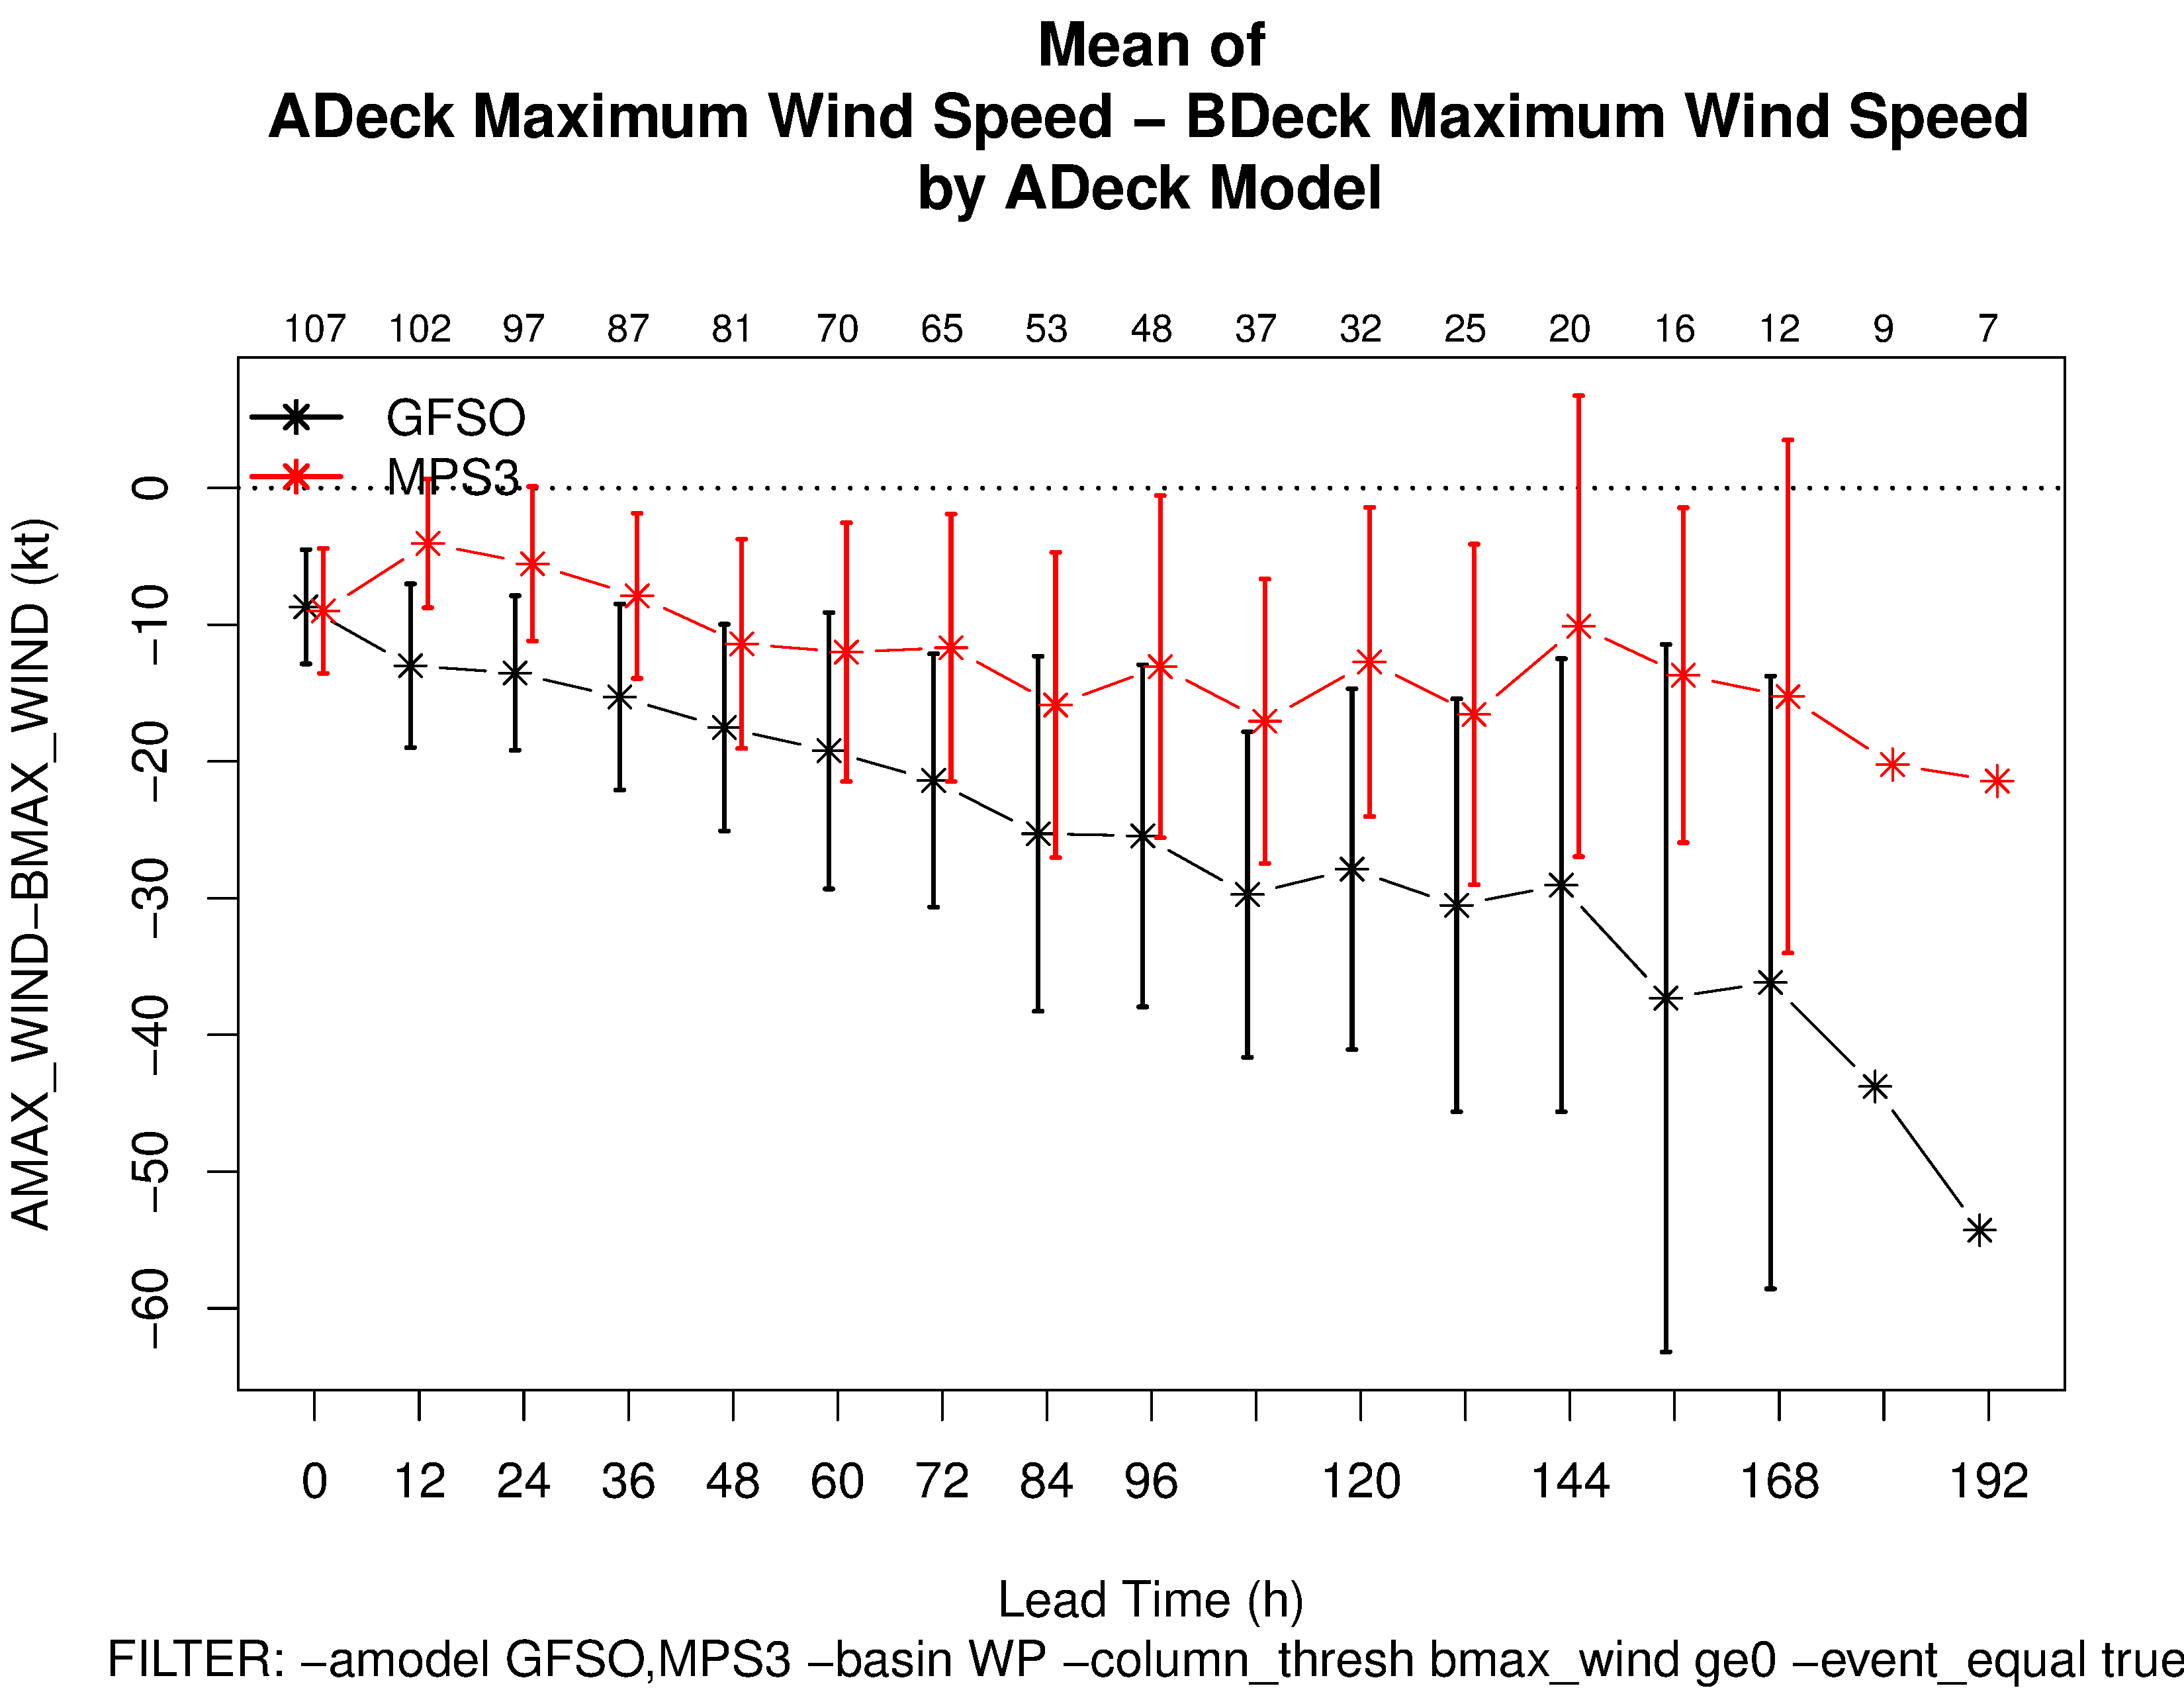 Mean of
ADeck Maximum Wind Speed − BDeck Maximum Wind Speed
by ADeck Model
107 102 97 87 81 70 65 53 48 37 32 25 20 16 12 9 7
GFSO
MPS3
AMAX_WIND−BMAX_WIND (kt)
0
−10
−20
−30
−40
−50
−60
0 12 24 36 48 60 72 84 96 120 144 168 192
Lead Time (h)
FILTER: −amodel GFSO,MPS3 −basin WP −column_thresh bmax_wind ge0 −event_equal true